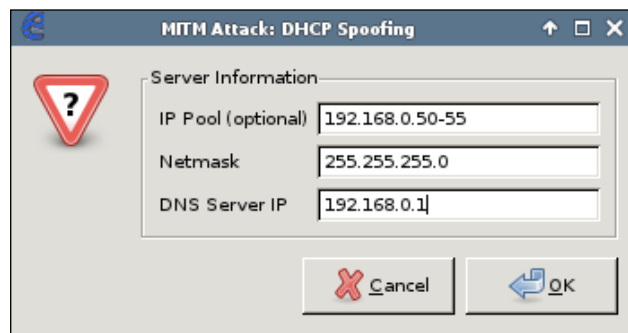 MITM Attack: DHCP Spoofing
Server Information
IP Pool (optional) 192.168.0.50-55
Netmask 255.255.255.0
DNS Server IP 192.168.0.1
Cancel OK